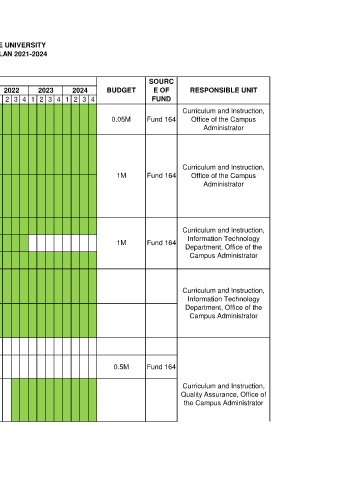 E UNIVERSITY
LAN 2021-2024
2022 2023 2024 BUDGET SOURC E OF FUND RESPONSIBLE UNIT
2 3 4 1 2 3 4 1 2 3 4
0.05M Fund 164 Curriculum and Instruction,
Office of the Campus
Administrator
1M Fund 164 Curriculum and Instruction,
Office of the Campus
Administrator
1M Fund 164 Curriculum and Instruction,
Information Technology
Department, Office of the
Campus Administrator
Curriculum and Instruction,
Information Technology
Department, Office of the
Campus Administrator
0.5M Fund 164
Curriculum and Instruction,
Quality Assurance, Office of
the Campus Administrator